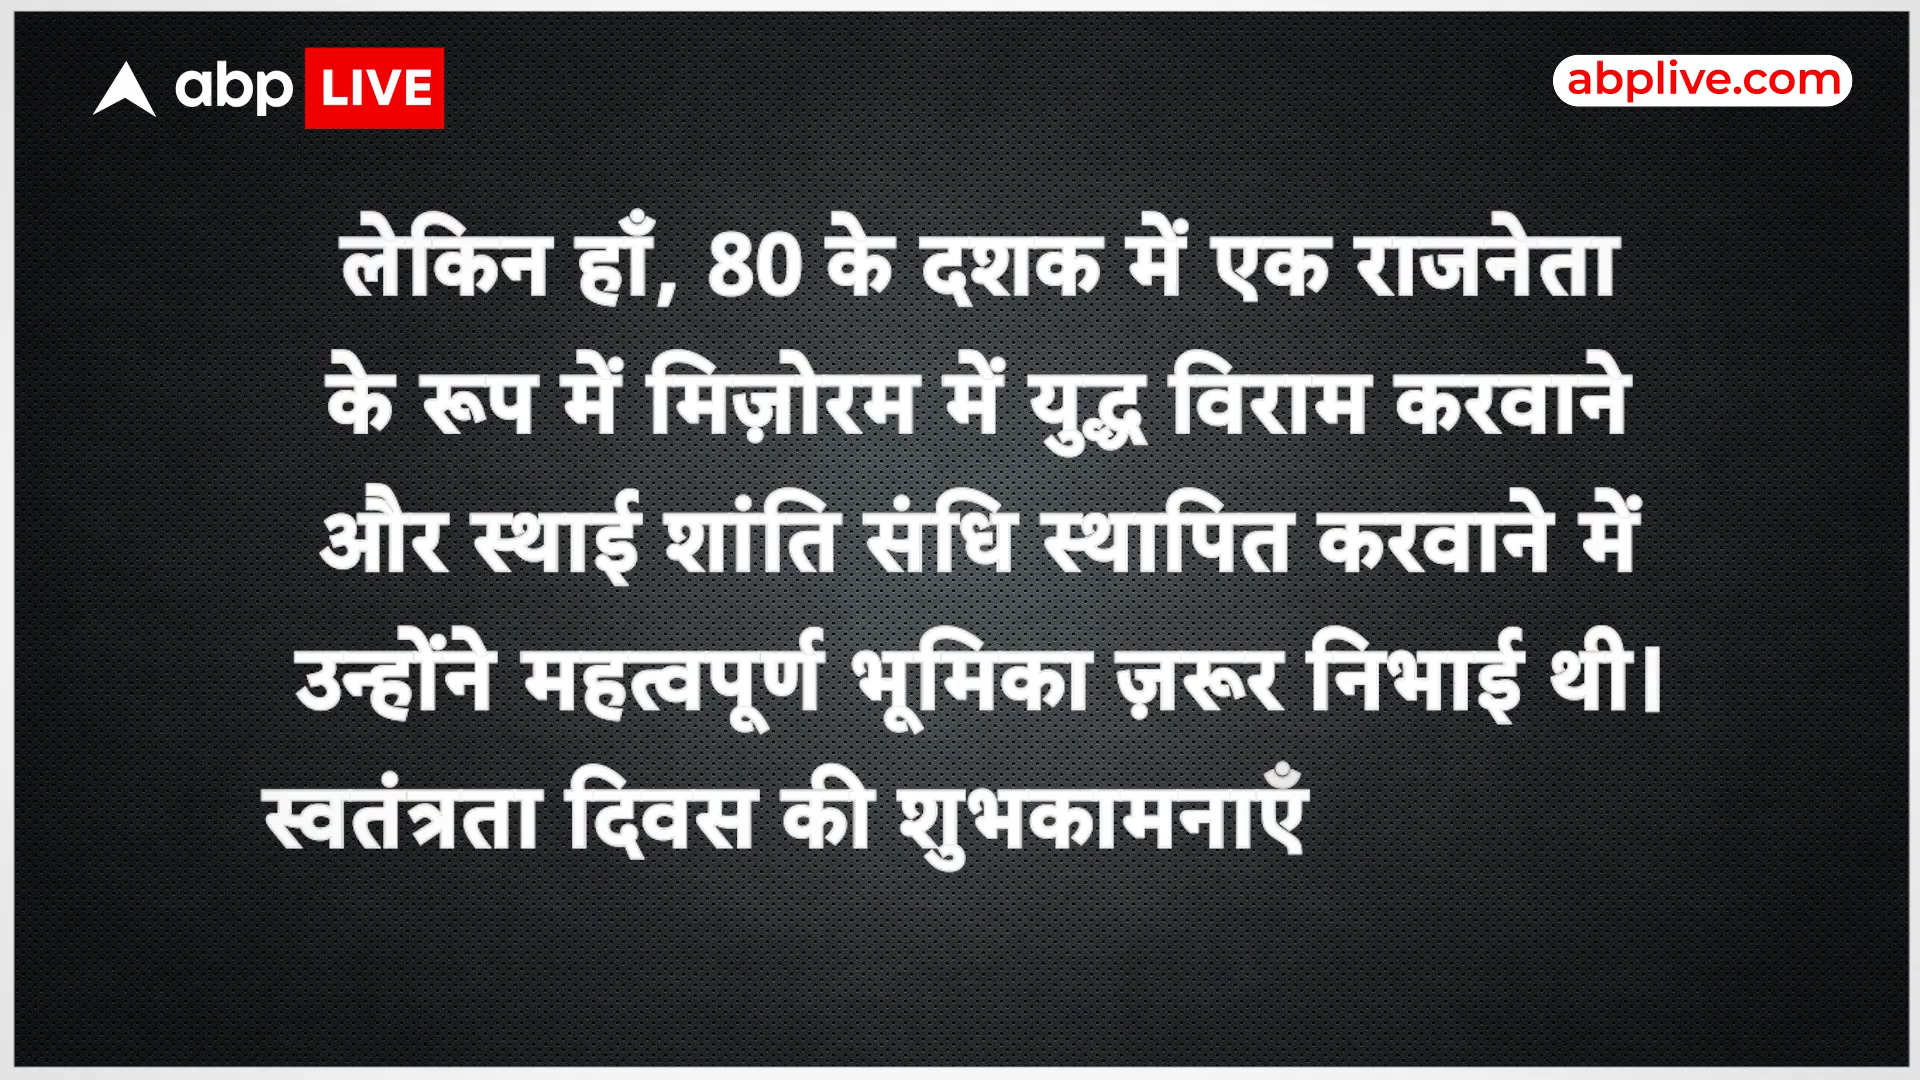 abp LIVE
abplive.com
लेकिन हाँ, 80 के दशक में एक राजनेता
के रूप में मिज़ोरम में युद्ध विराम करवाने
और स्थाई शांति संधि स्थापित करवाने में
उन्होंने महत्वपूर्ण भूमिका ज़रूर निभाई थी।
स्वतंत्रता दिवस की शुभकामनाएँ